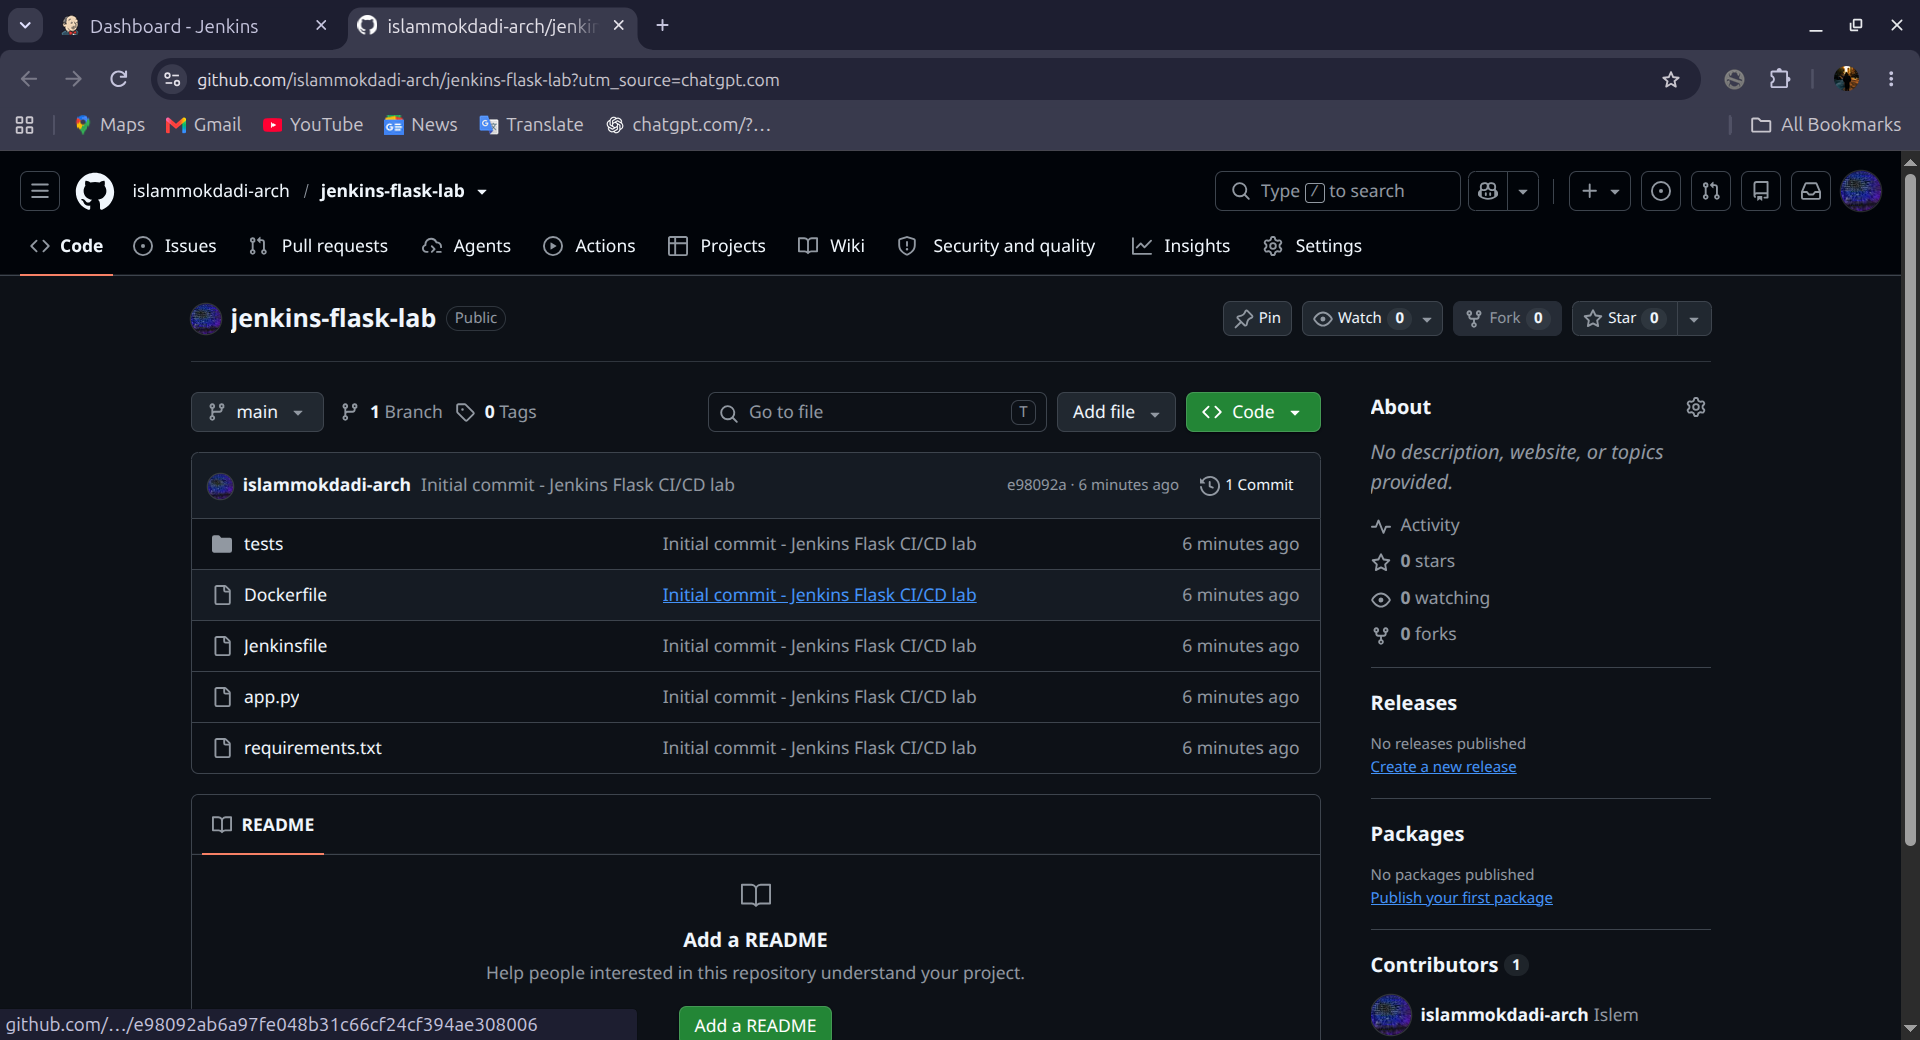 Dashboard - Jenkins
islammokdadi-arch/jenkin
github.com/islammokdadi-arch/jenkins-flask-lab?utm_source=chatgpt.com
Maps Gmail YouTube News Translate chatgpt.com/?... All Bookmarks
islammokdadi-arch / jenkins-flask-lab
Type / to search
Code Issues Pull requests Agents Actions Projects Wiki Security and quality Insights Settings
jenkins-flask-lab Public
Pin Watch 0 Fork 0 Star 0
main 1 Branch 0 Tags Go to file T Add file Code
islammokdadi-arch Initial commit - Jenkins Flask CI/CD lab e98092a · 6 minutes ago 1 Commit
tests Initial commit - Jenkins Flask CI/CD lab 6 minutes ago
Dockerfile Initial commit - Jenkins Flask CI/CD lab 6 minutes ago
Jenkinsfile Initial commit - Jenkins Flask CI/CD lab 6 minutes ago
app.py Initial commit - Jenkins Flask CI/CD lab 6 minutes ago
requirements.txt Initial commit - Jenkins Flask CI/CD lab 6 minutes ago
README
Add a README
Help people interested in this repository understand your project.
Add a README
About
No description, website, or topics
provided.
Activity
0 stars
0 watching
0 forks
Releases
No releases published
Create a new release
Packages
No packages published
Publish your first package
Contributors 1
islammokdadi-arch Islem
github.com/.../e98092ab6a97fe048b31c66cf24cf394ae308006